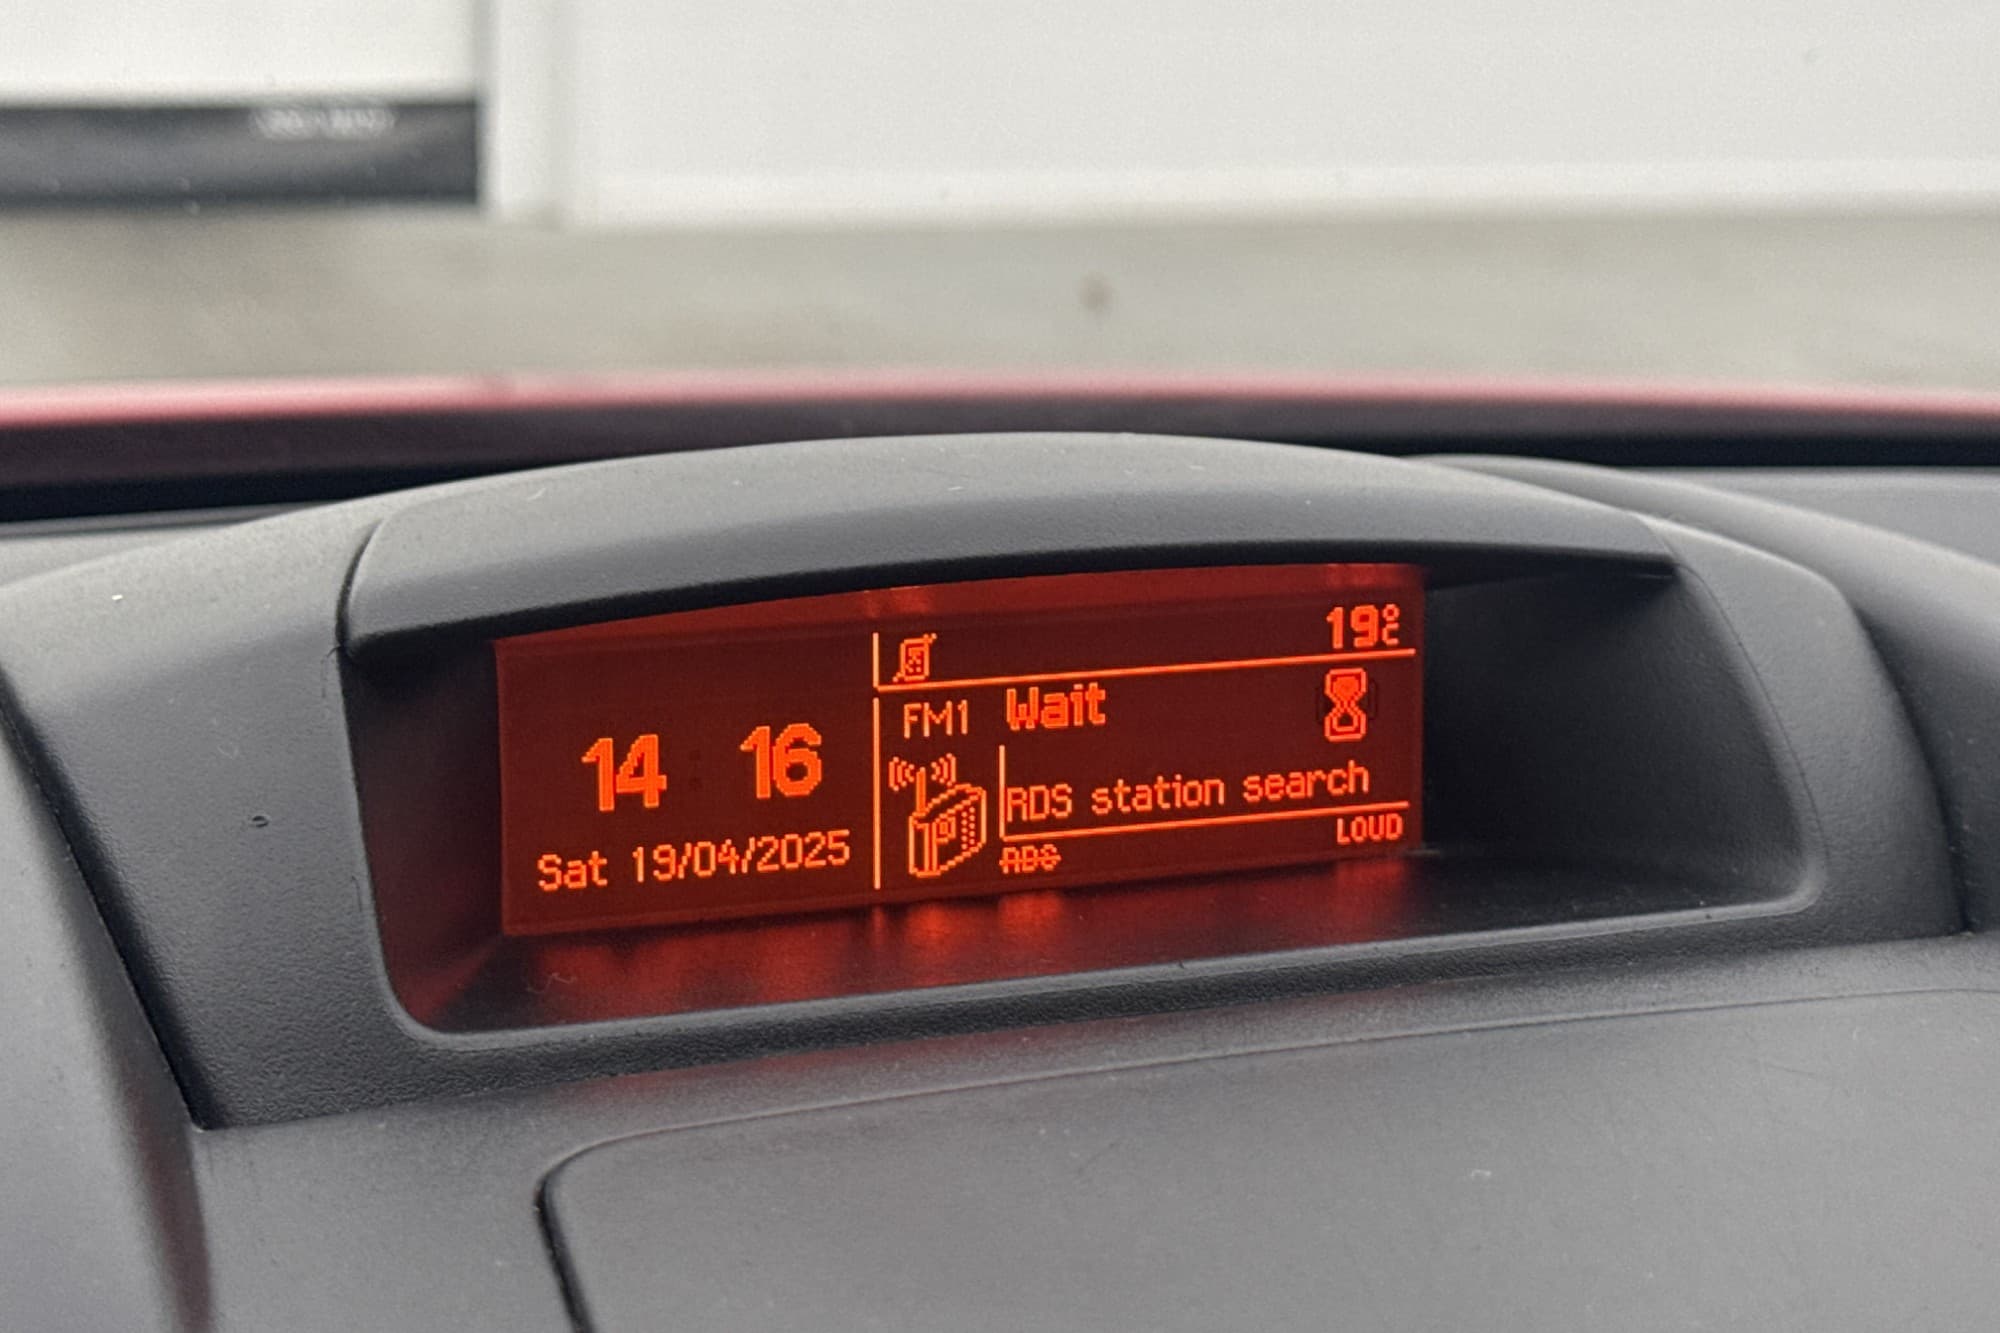 19°C
FM1 Wait
14 16
RDS station search
Sat 19/04/2025
LOUD
RDS